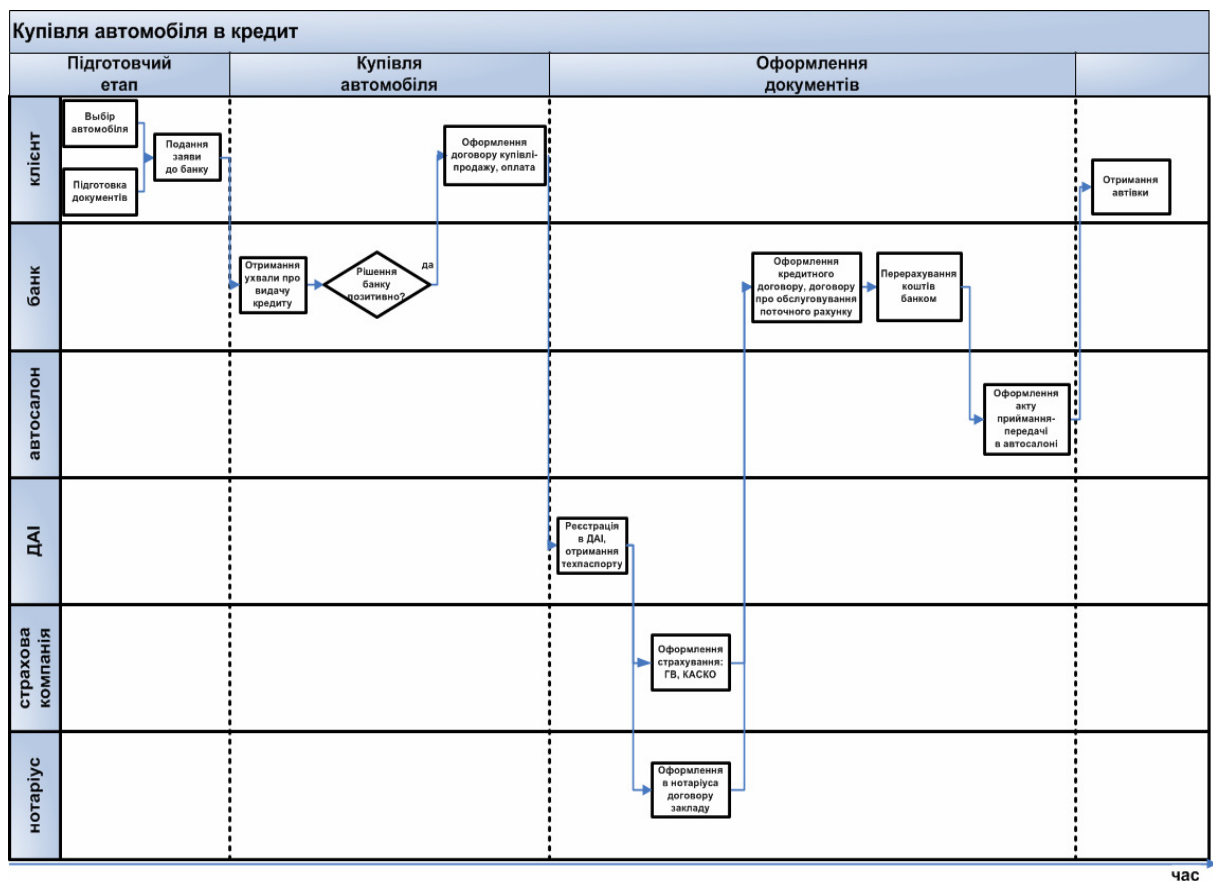 Купівля автомобіля в кредит
Підготовчий
етап
Купівля
автомобіля
Оформлення
документів
клієнт
Выбір
автомобіля
Підготовка
документів
Подання
заяви
до банку
Оформлення
договору купівлі-
продажу, оплата
Отримання
автівки
банк
Отримання
ухвали про
видачу
кредиту
Рішення
банку
позитивно?
да
Оформлення
кредитного
договору, договору
про обслуговування
поточного рахунку
Перерахування
коштів
банком
автосалон
Оформлення
акту
приймання-
передачі
в автосалоні
ДАІ
Реєстрація
в ДАІ,
отримання
техпаспорту
страхова
компанія
Оформлення
страхування:
ГВ, КАСКО
нотаріус
Оформлення
в нотаріуса
договору
закладу
час